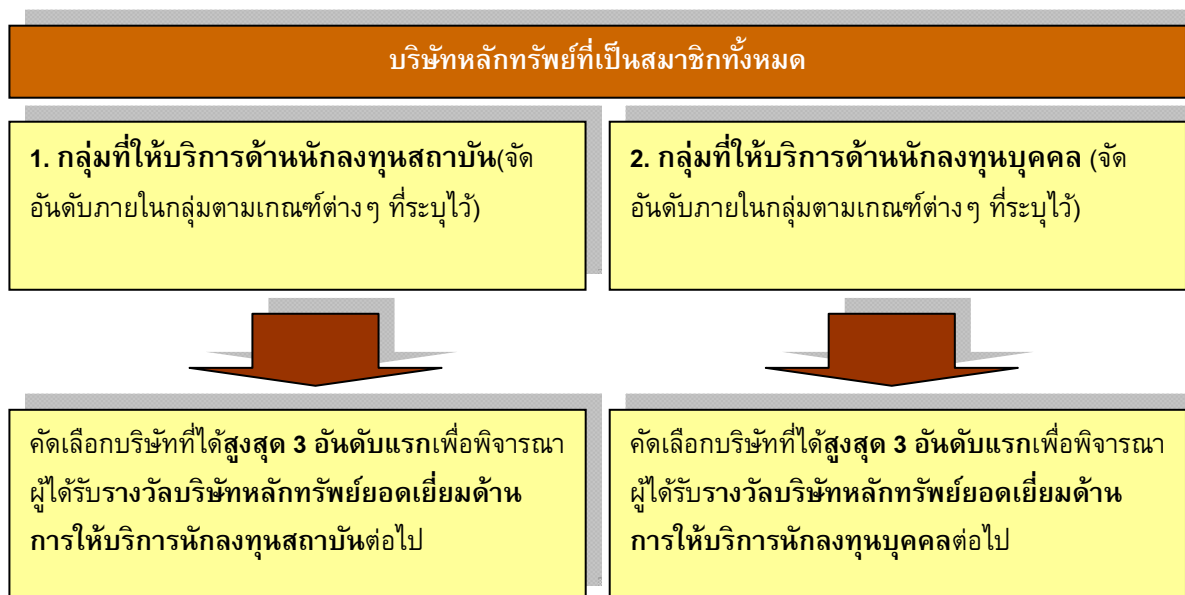 บริษัทหลักทรัพย์ที่เป็นสมาชิกทั้งหมด
1. กลุ่มที่ให้บริการด้านนักลงทุนสถาบัน(จัด
อันดับภายในกลุ่มตามเกณฑ์ต่างๆ ที่ระบุไว้)
2. กลุ่มที่ให้บริการด้านนักลงทุนบุคคล (จัด
อันดับภายในกลุ่มตามเกณฑ์ต่างๆ ที่ระบุไว้)
คัดเลือกบริษัทที่ได้สูงสุด 3 อันดับแรกเพื่อพิจารณา
ผู้ได้รับรางวัลบริษัทหลักทรัพย์ยอดเยี่ยมด้าน
การให้บริการนักลงทุนสถาบันต่อไป
คัดเลือกบริษัทที่ได้สูงสุด 3 อันดับแรกเพื่อพิจารณา
ผู้ได้รับรางวัลบริษัทหลักทรัพย์ยอดเยี่ยมด้าน
การให้บริการนักลงทุนบุคคลต่อไป